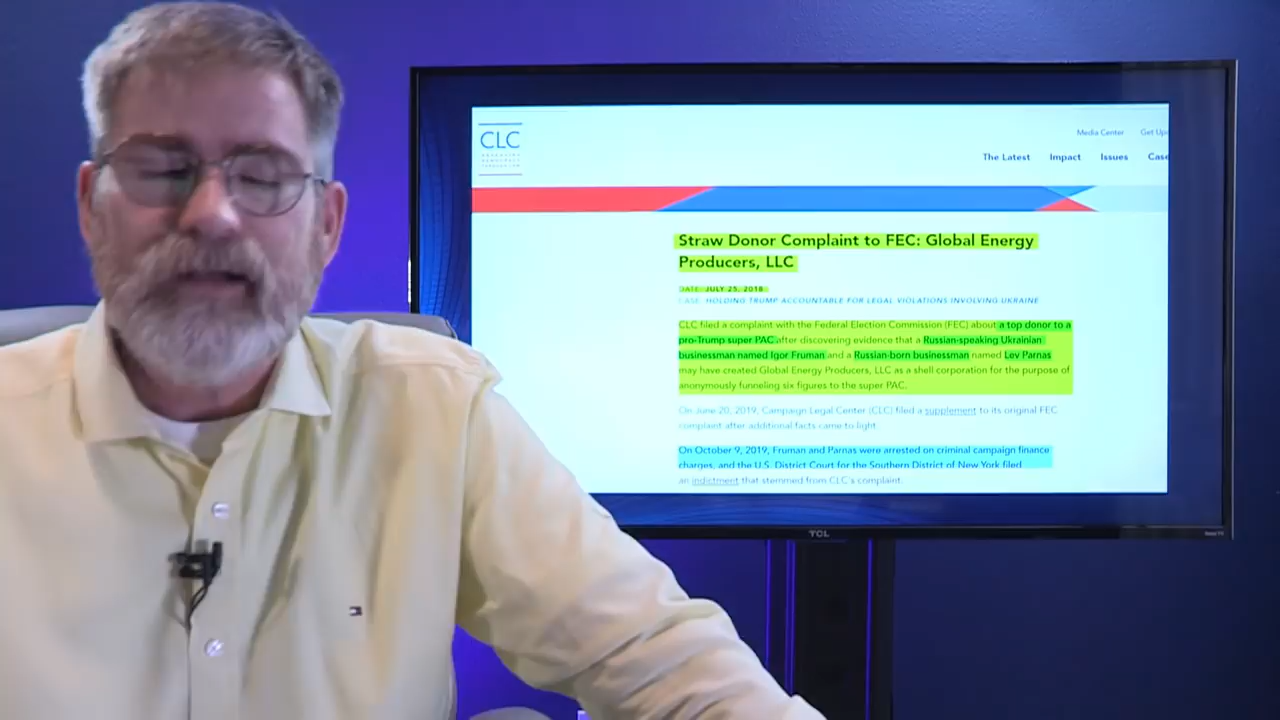 CLC
Media Center Get Up
The Latest Impact Issues Case
Straw Donor Complaint to FEC: Global Energy
Producers, LLC
DATE: JULY 25, 2018
CASE: HOLDING TRUMP ACCOUNTABLE FOR LEGAL VIOLATIONS INVOLVING UKRAINE
CLC filed a complaint with the Federal Election Commission (FEC) about a top donor to a
pro-Trump super PAC after discovering evidence that a Russian-speaking Ukrainian
businessman named Igor Fruman and a Russian-born businessman named Lev Parnas
may have created Global Energy Producers, LLC as a shell corporation for the purpose of
anonymously funneling six figures to the super PAC.
On June 20, 2019, Campaign Legal Center (CLC) filed a supplement to its original FEC
complaint after additional facts came to light.
On October 9, 2019, Fruman and Parnas were arrested on criminal campaign finance
charges, and the U.S. District Court for the Southern District of New York filed
an indictment that stemmed from CLC's complaint.
TCL